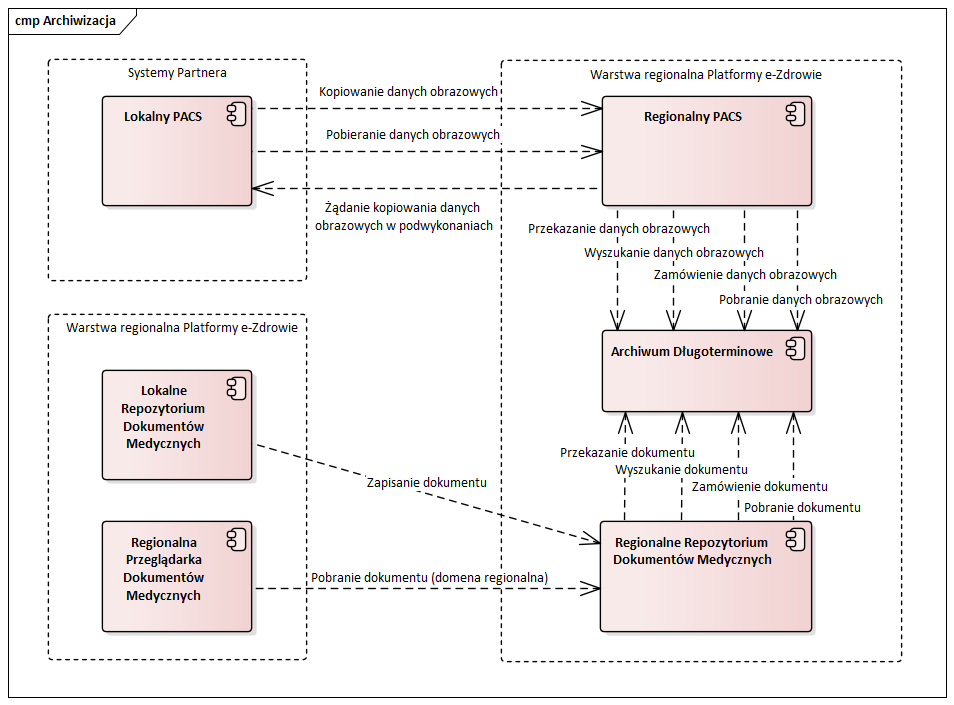 cmp Archiwizacja
Systemy Partnera
Warstwa regionalna Platformy e-Zdrowie
Kopiowanie danych obrazowych
Lokalny PACS
Regionalny PACS
Pobieranie danych obrazowych
Żądanie kopiowania danych
obrazowych w podwykonaniach
Przekazanie danych obrazowych
Wyszukanie danych obrazowych
Zamówienie danych obrazowych
Pobranie danych obrazowych
Warstwa regionalna Platformy e-Zdrowie
Archiwum Długoterminowe
Lokalne
Repozytorium
Dokumentów
Medycznych
Przekazanie dokumentu
Wyszukanie dokumentu
Zapisanie dokumentu
Zamówienie dokumentu
Pobranie dokumentu
Regionalna
Przeglądarka
Dokumentów
Medycznych
Regionalne Repozytorium
Dokumentów Medycznych
Pobranie dokumentu (domena regionalna)